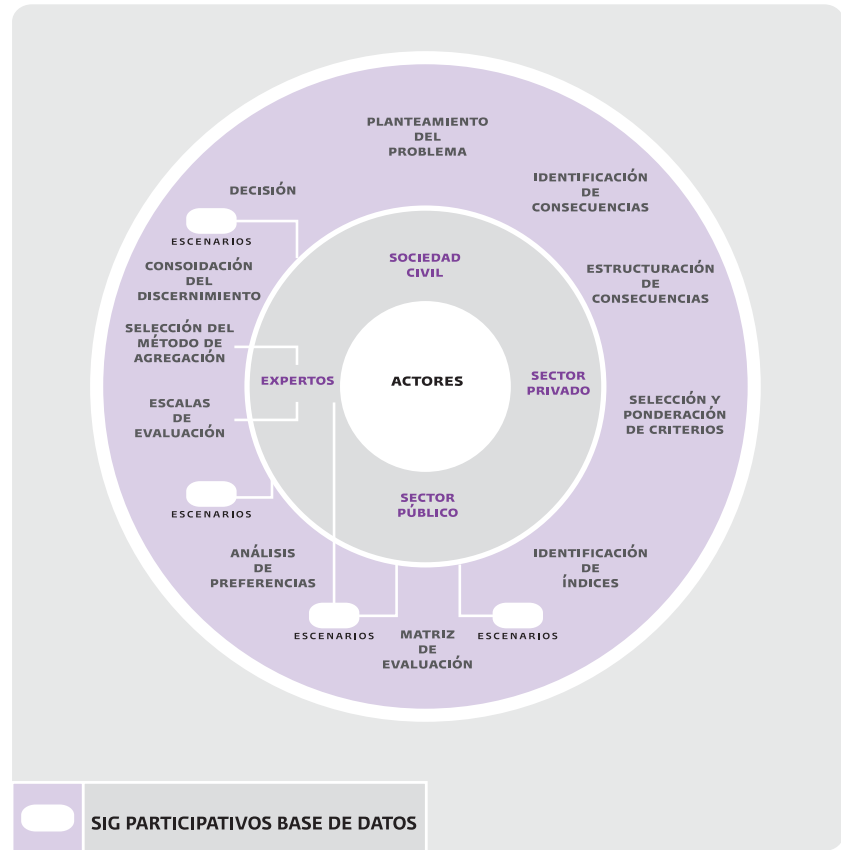 PLANTEAMIENTO
DEL
PROBLEMA
IDENTIFICACIÓN
DE
CONSECUENCIAS
ESTRUCTURACIÓN
DE
CONSECUENCIAS
SELECCIÓN Y
PONDERACIÓN
DE CRITERIOS
IDENTIFICACIÓN
DE
ÍNDICES
ESCENARIOS
MATRIZ
DE
EVALUACIÓN
ESCENARIOS
ANÁLISIS
DE
PREFERENCIAS
ESCENARIOS
ESCALAS
DE
EVALUACIÓN
SELECCIÓN DEL
MÉTODO DE
AGREGACIÓN
CONSOIDACIÓN
DEL
DISCERNIMIENTO
ESCENARIOS
DECISIÓN
SOCIEDAD
CIVIL
SECTOR
PRIVADO
SECTOR
PÚBLICO
EXPERTOS
ACTORES
SIG PARTICIPATIVOS BASE DE DATOS